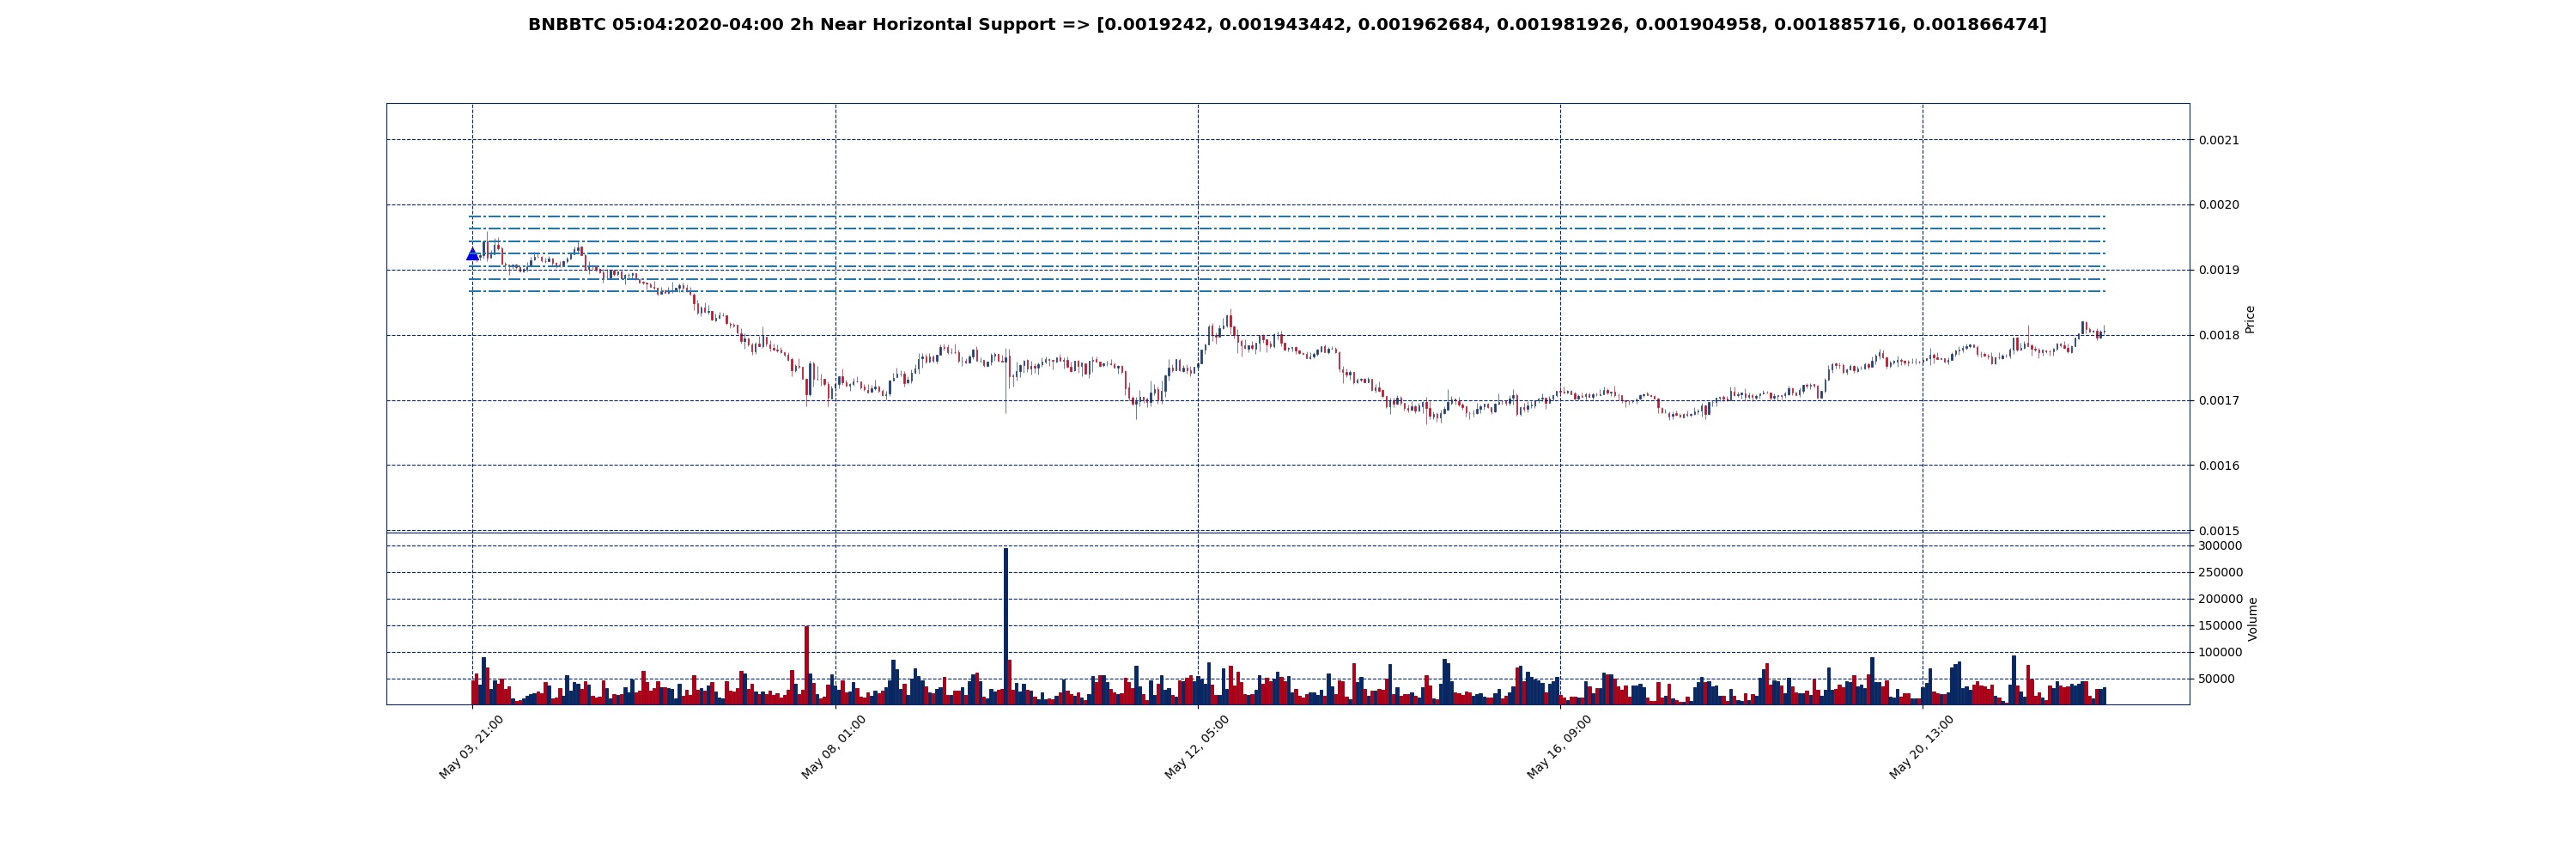 BNBBTC 05:04:2020-04:00 2h Near Horizontal Support => [0.0019242, 0.001943442, 0.001962684, 0.001981926, 0.001904958, 0.001885716, 0.001866474]
0.0021
0.0020
0.0019
0.0018
0.0017
0.0016
0.0015
Price
300000
250000
200000
150000
100000
50000
Volume
May 03, 21:00
May 08, 01:00
May 12, 05:00
May 16, 09:00
May 20, 13:00